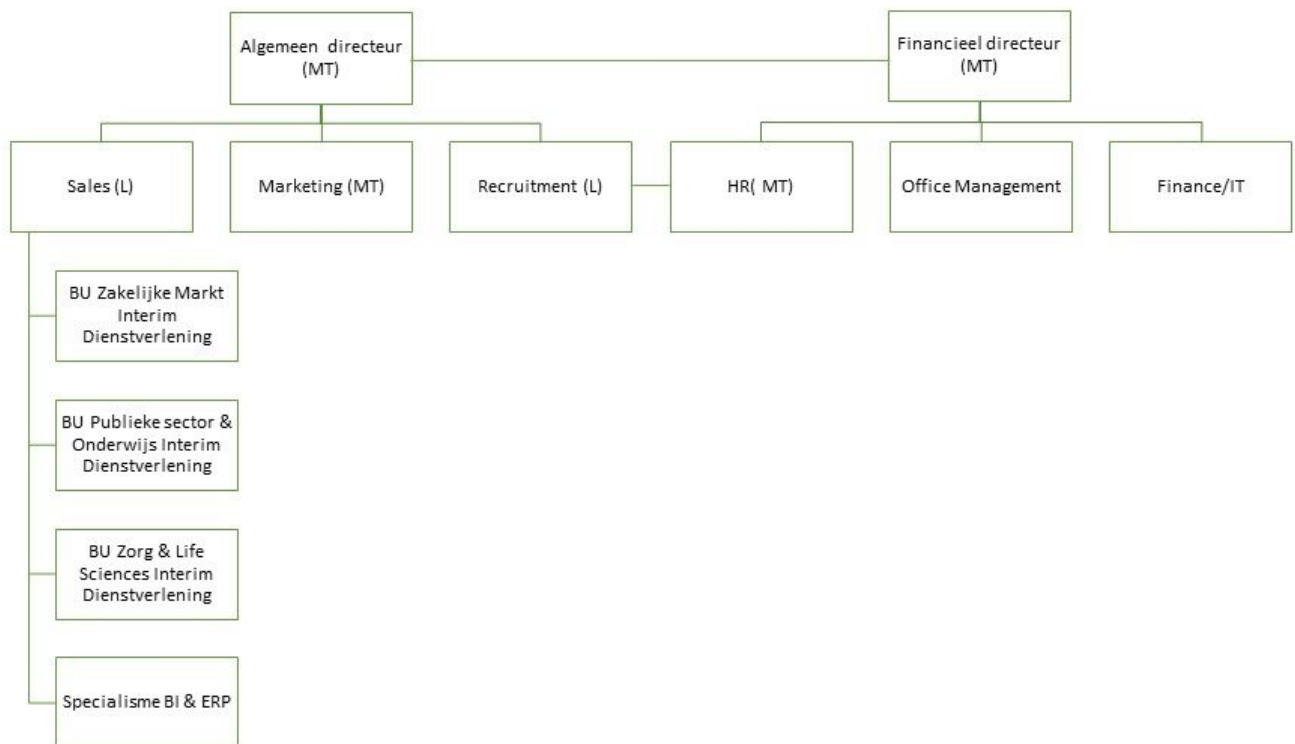 Algemeen directeur
(MT)
Financieel directeur
(MT)
Sales (L)
Marketing (MT)
Recruitment (L)
HR( MT)
Office Management
Finance/IT
BU Zakelijke Markt
Interim
Dienstverlening
BU Publieke sector &
Onderwijs Interim
Dienstverlening
BU Zorg & Life
Sciences Interim
Dienstverlening
Specialisme BI & ERP